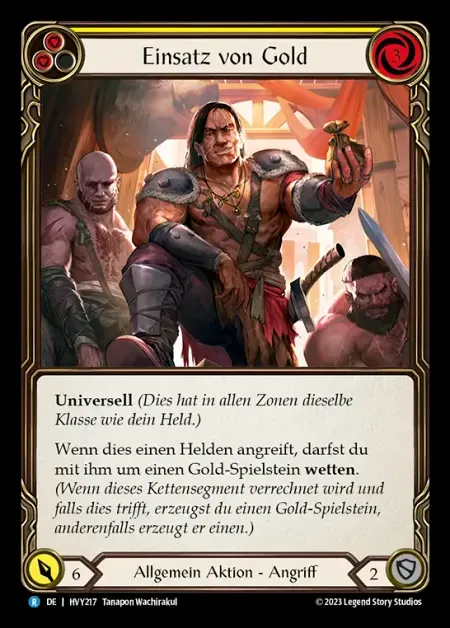 Einsatz von Gold
3
Universell (Dies hat in allen Zonen dieselbe
Klasse wie dein Held.)
Wenn dies einen Helden angreift, darfst du
mit ihm um einen Gold-Spielstein wetten.
(Wenn dieses Kettensegment verrechnet wird und
falls dies trifft, erzeugst du einen Gold-Spielstein,
anderenfalls erzeugt er einen.)
6
Allgemein Aktion - Angriff
2
R DE | HVY217 Tanapon Wachirakul
© 2023 Legend Story Studios